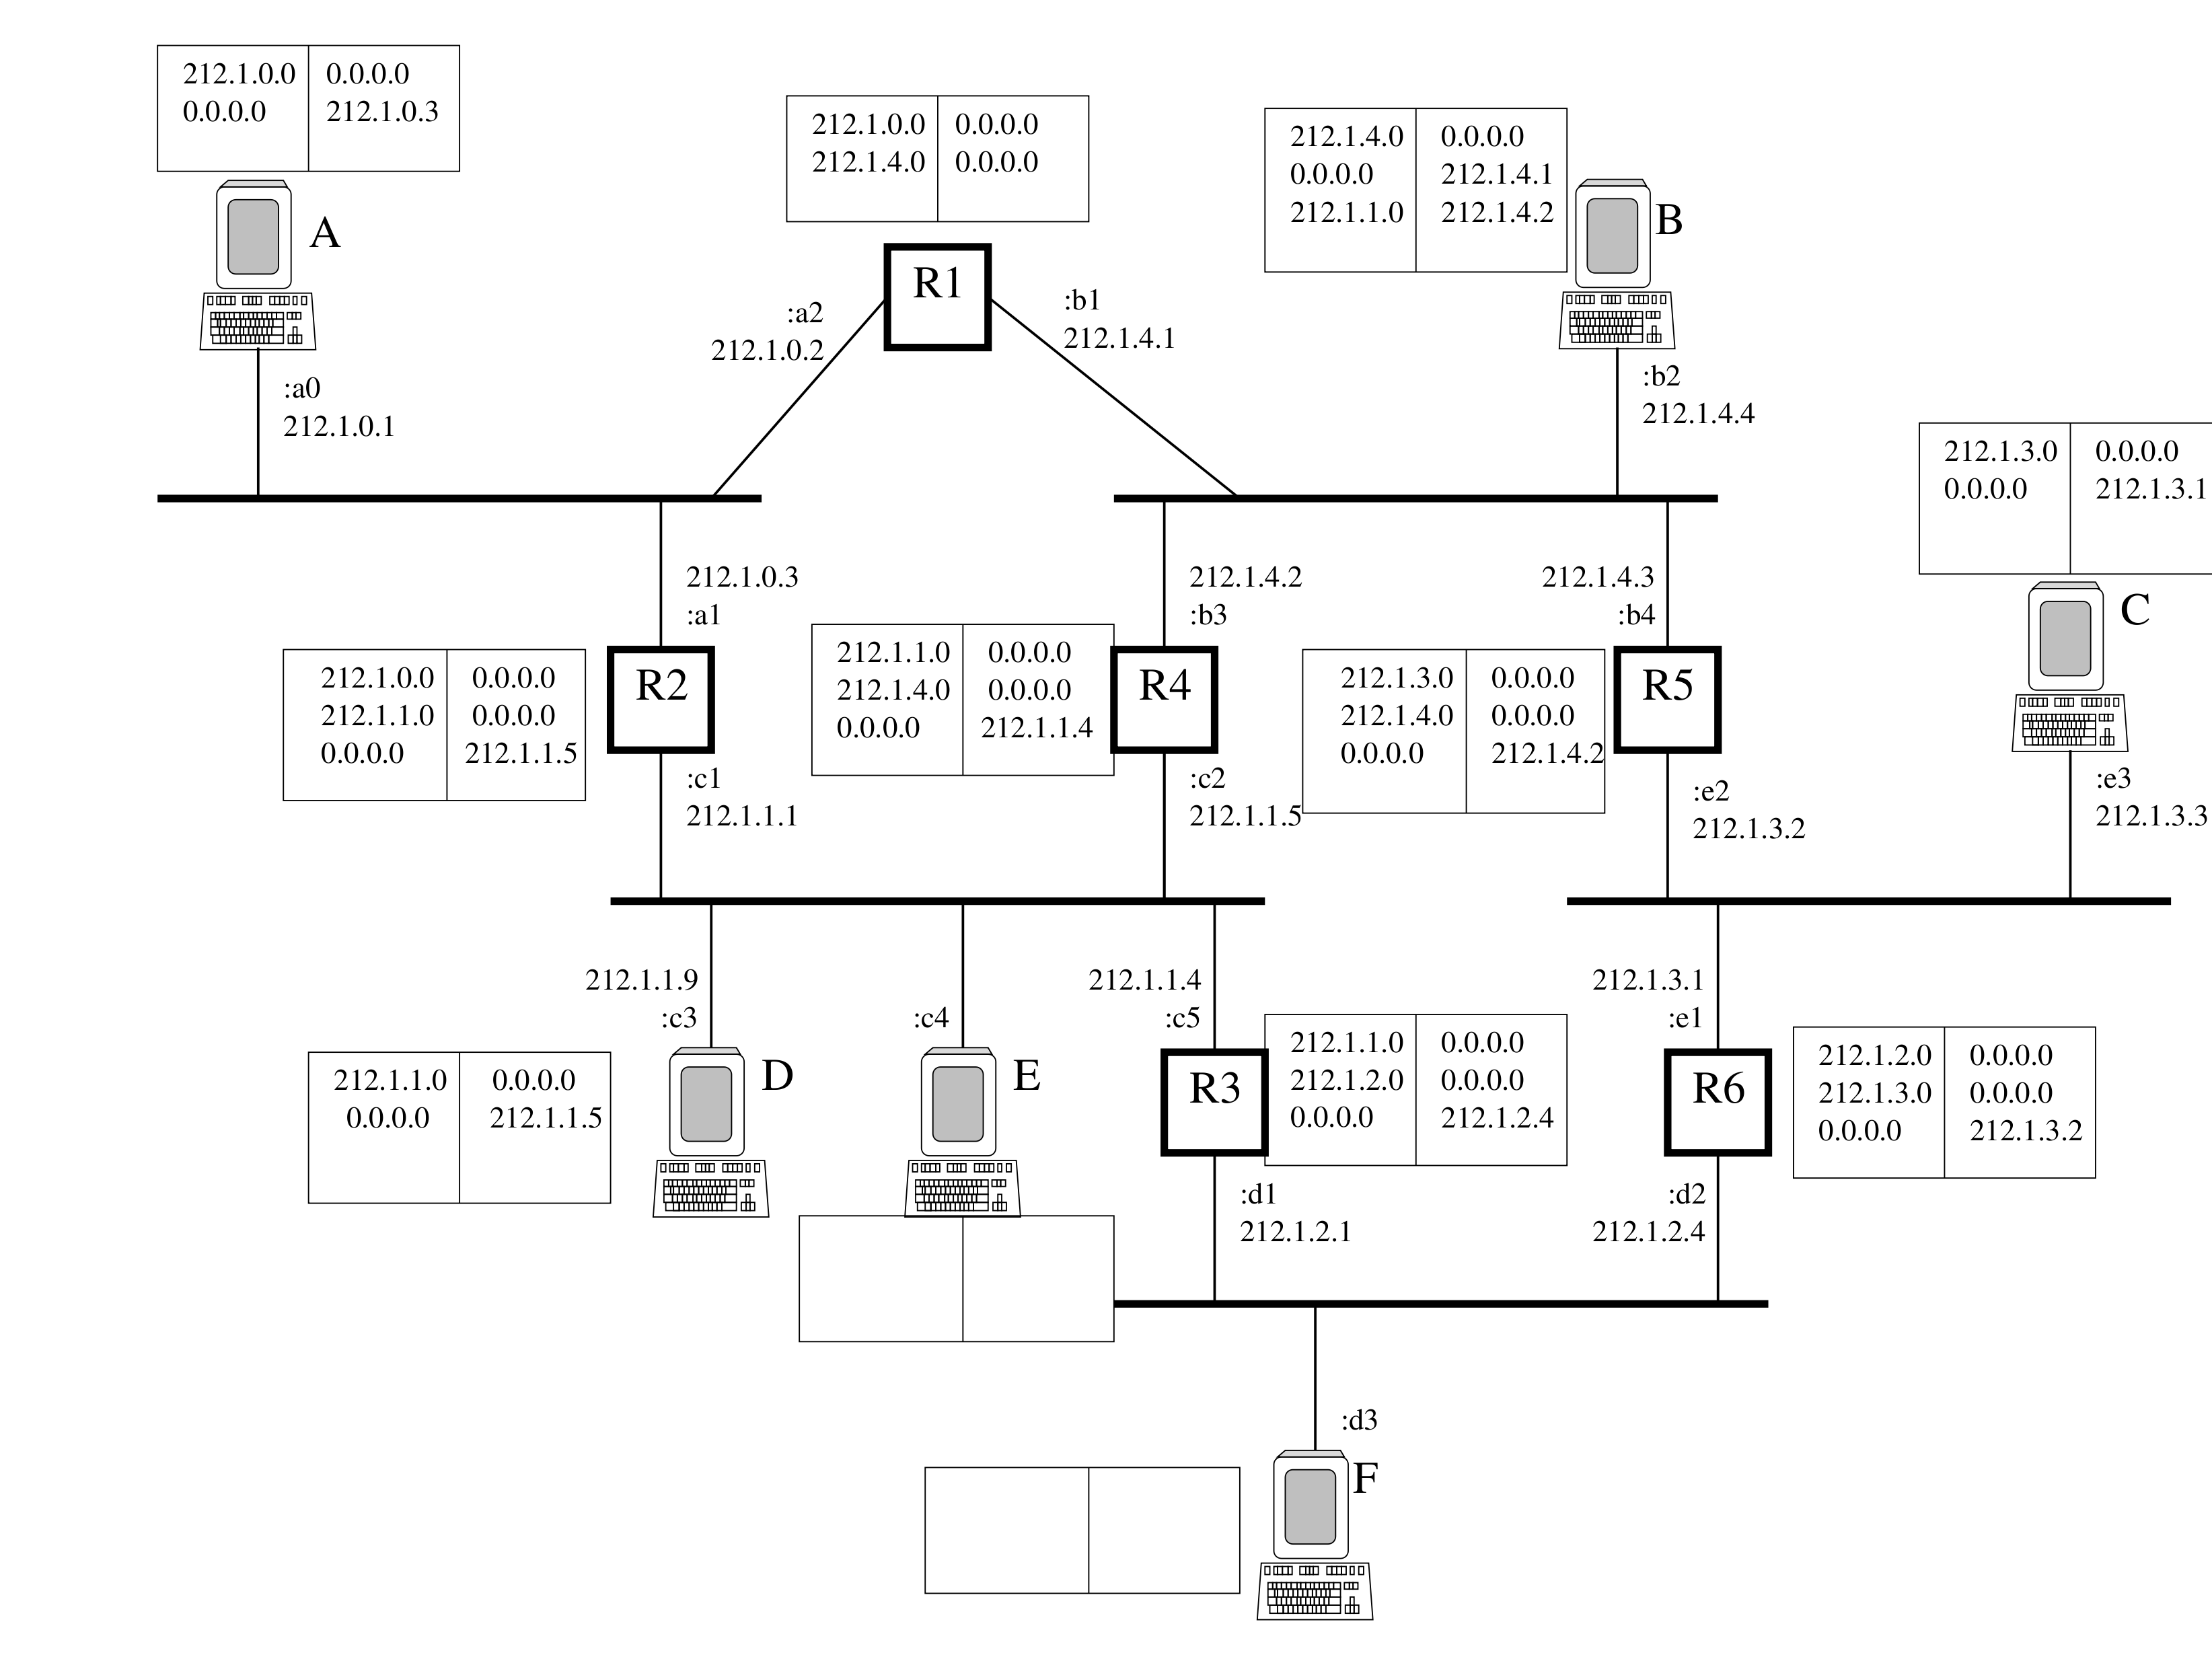 212.1.0.0 0.0.0.0
0.0.0.0 212.1.0.3
A
:a0
212.1.0.1
212.1.0.0 0.0.0.0
212.1.4.0 0.0.0.0
R1
:a2
212.1.0.2
:b1
212.1.4.1
212.1.4.0 0.0.0.0
0.0.0.0 212.1.4.1
212.1.1.0 212.1.4.2
B
:b2
212.1.4.4
212.1.3.0 0.0.0.0
0.0.0.0 212.1.3.1
C
:e3
212.1.3.3
212.1.0.3
:a1
212.1.0.0 0.0.0.0
212.1.1.0 0.0.0.0
0.0.0.0 212.1.1.5
R2
:c1
212.1.1.1
212.1.4.2
:b3
212.1.1.0 0.0.0.0
212.1.4.0 0.0.0.0
0.0.0.0 212.1.1.4
R4
:c2
212.1.1.5
212.1.4.3
:b4
212.1.3.0 0.0.0.0
212.1.4.0 0.0.0.0
0.0.0.0 212.1.4.2
R5
:e2
212.1.3.2
212.1.1.9
:c3
212.1.1.0 0.0.0.0
0.0.0.0 212.1.1.5
D
:c4
E
212.1.1.4
:c5
R3
212.1.1.0 0.0.0.0
212.1.2.0 0.0.0.0
0.0.0.0 212.1.2.4
:d1
212.1.2.1
212.1.3.1
:e1
R6
212.1.2.0 0.0.0.0
212.1.3.0 0.0.0.0
0.0.0.0 212.1.3.2
:d2
212.1.2.4
:d3
F